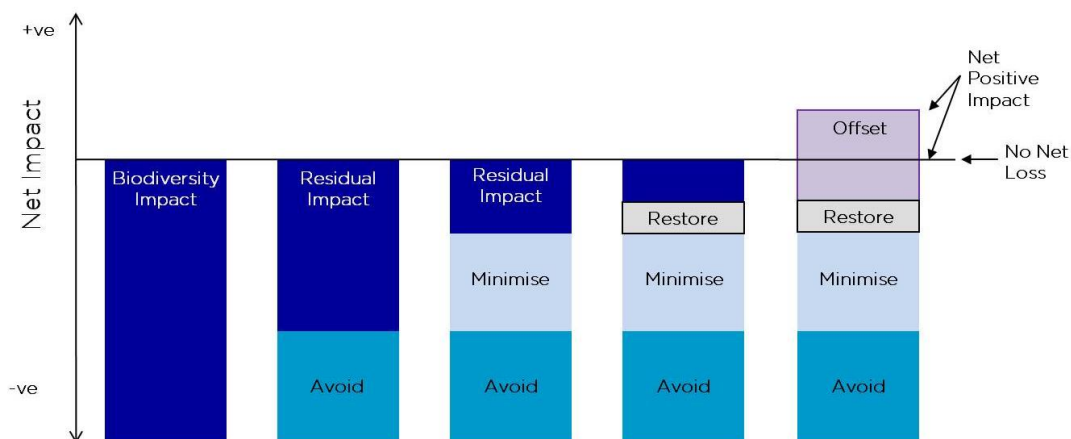 +ve
Net Impact
-ve
Biodiversity
Impact
Residual
Impact
Avoid
Residual
Impact
Minimise
Avoid
Restore
Minimise
Avoid
Offset
Restore
Minimise
Avoid
Net
Positive
Impact
No Net
Loss